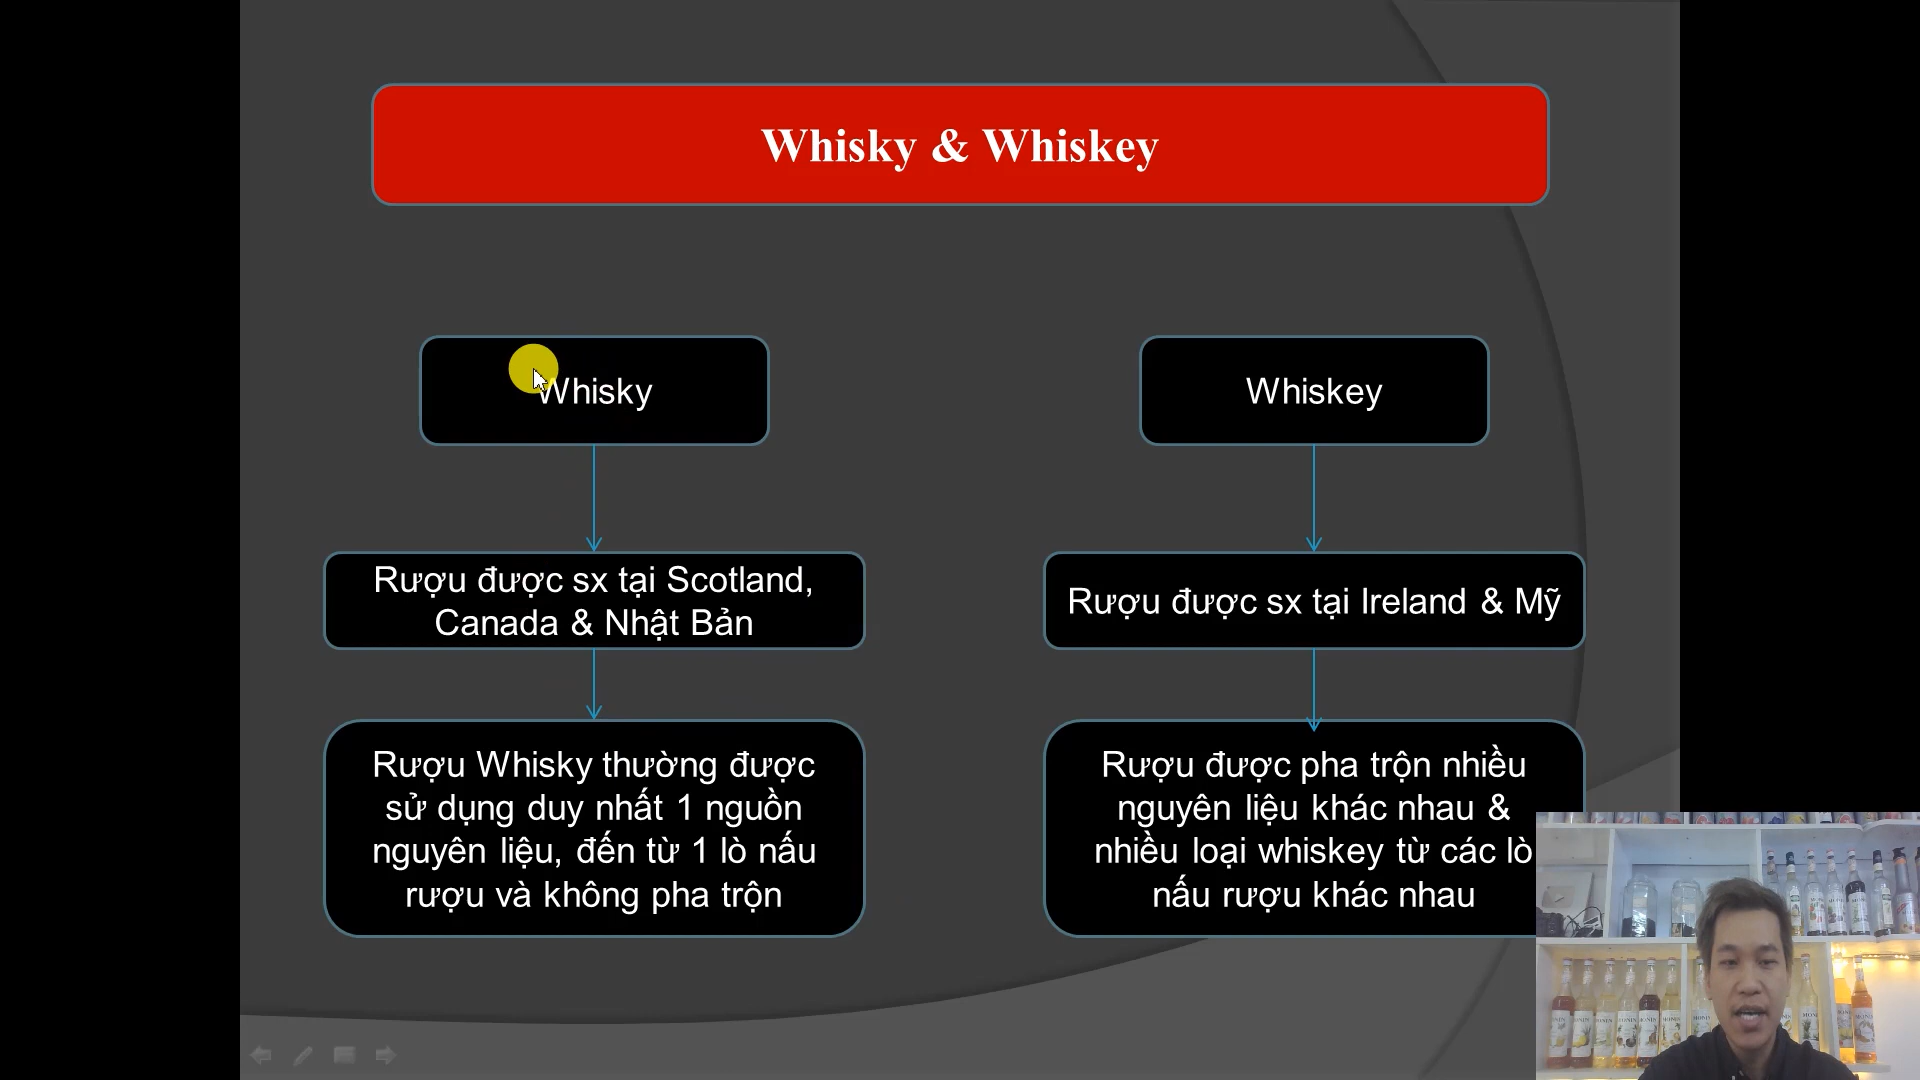 Whisky & Whiskey
Whisky
Whiskey
Rượu được sx tại Scotland,
Canada & Nhật Bản
Rượu được sx tại Ireland & Mỹ
Rượu Whisky thường được
sử dụng duy nhất 1 nguồn
nguyên liệu, đến từ 1 lò nấu
rượu và không pha trộn
Rượu được pha trộn nhiều
nguyên liệu khác nhau &
nhiều loại whiskey từ các lò
nấu rượu khác nhau